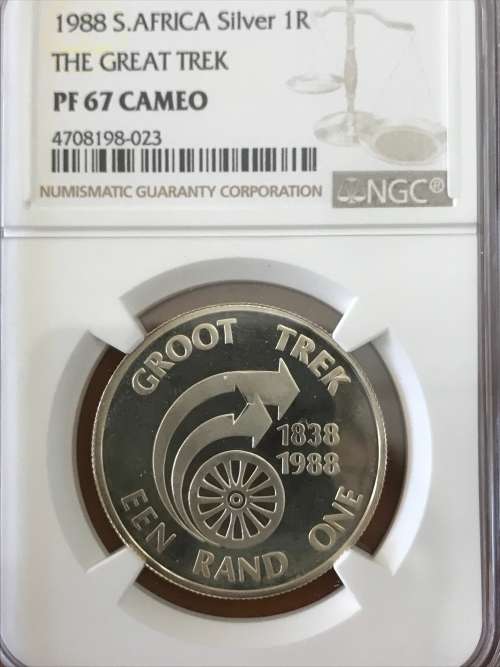 1988 S.AFRICA Silver 1R
THE GREAT TREK
PF 67 CAMEO
4708198-023
NUMISMATIC GUARANTY CORPORATION
NGC®
GROOT TREK
1838
1988
EEN RAND ONE